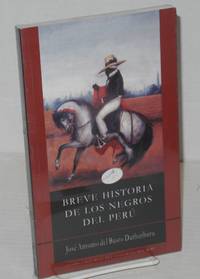 BREVE HISTORIA
DE LOS NEGROS
DEL PERÚ
José Antonio del Busto Duthurburu